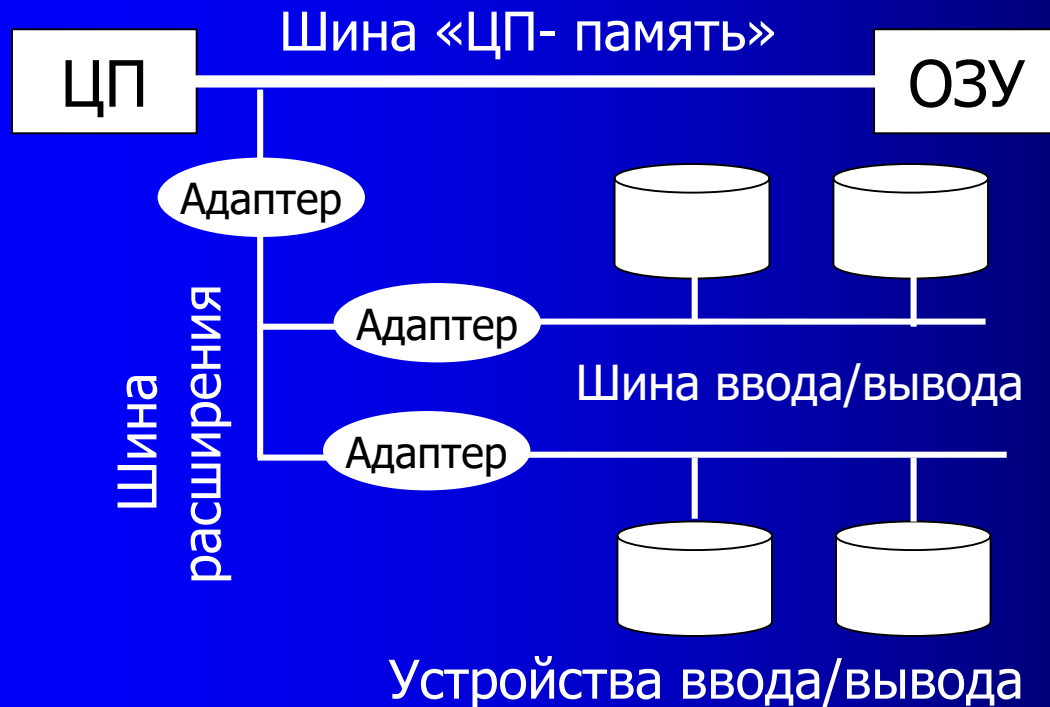 Шина «ЦП- память»
ЦП
ОЗУ
Адаптер
Адаптер
Шина
расширения
Шина ввода/вывода
Адаптер
Устройства ввода/вывода